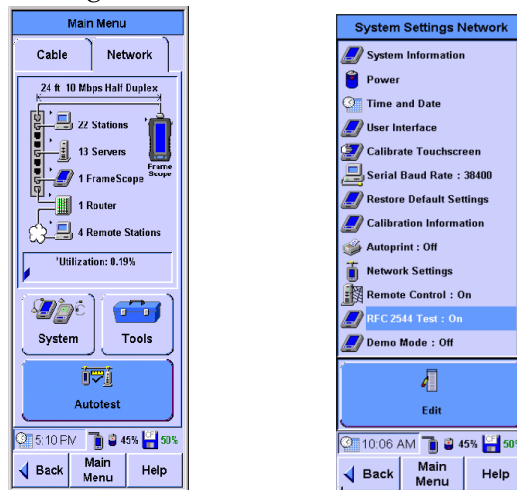 Main Menu
Cable
Network
24 ft 10 Mbps Half Duplex
22 Stations
13 Servers
Frame
Scope
1 FrameScope
1 Router
4 Remote Stations
Utilization: 0.19%
System
Tools
Autotest
5:10 PM
45%
CF
50%
Back
Main
Menu
Help
System Settings Network
System Information
Power
Time and Date
User Interface
Calibrate Touchscreen
Serial Baud Rate : 38400
Restore Default Settings
Calibration Information
Autoprint : Off
Network Settings
Remote Control : On
RFC 2544 Test : On
Demo Mode : Off
Edit
10:06 AM
45%
CF
50%
Back
Main
Menu
Help